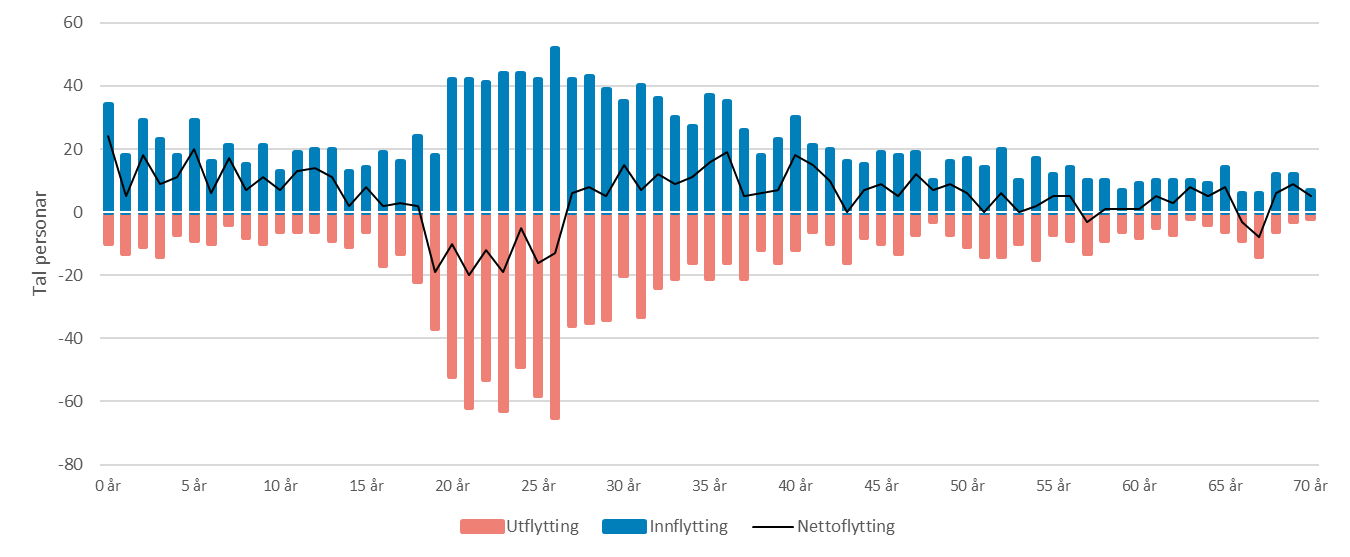 60
40
20
0
-20
-40
-60
-80
Tal personar
0 år 5 år 10 år 15 år 20 år 25 år 30 år 35 år 40 år 45 år 50 år 55 år 60 år 65 år 70 år
Utflytting Innflytting Nettoflytting